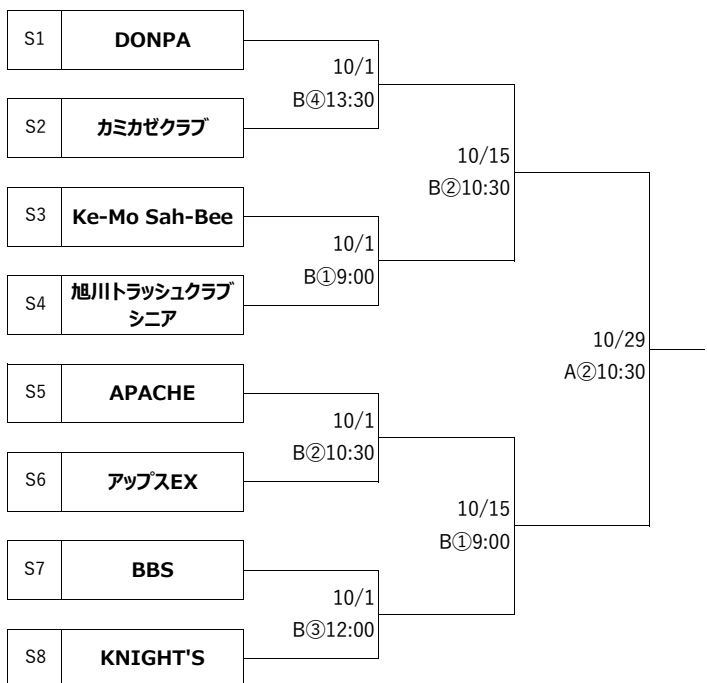 S1 DONPA
10/1
B④13:30
S2 カミカゼクラブ
10/15
B②10:30
S3 Ke-Mo Sah-Bee
10/1
B①9:00
S4 旭川トラッシュクラブ
シニア
10/29
A②10:30
S5 APACHE
10/1
B②10:30
S6 アップスEX
10/15
B①9:00
S7 BBS
10/1
B③12:00
S8 KNIGHT'S